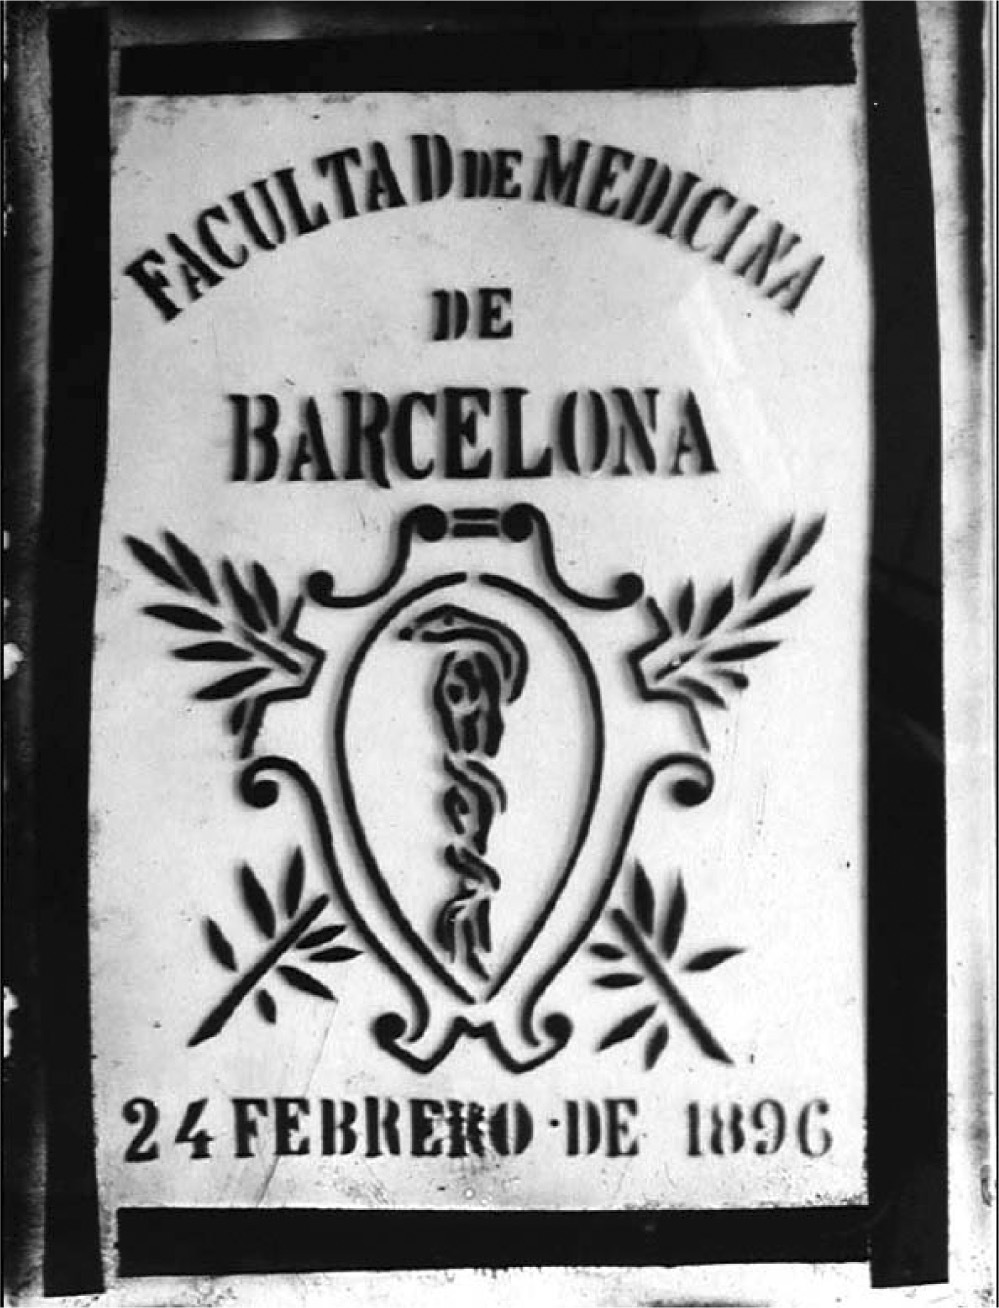 FACULTAD DE MEDICINA
DE
BARCELONA
24 FEBRERO · DE 1896